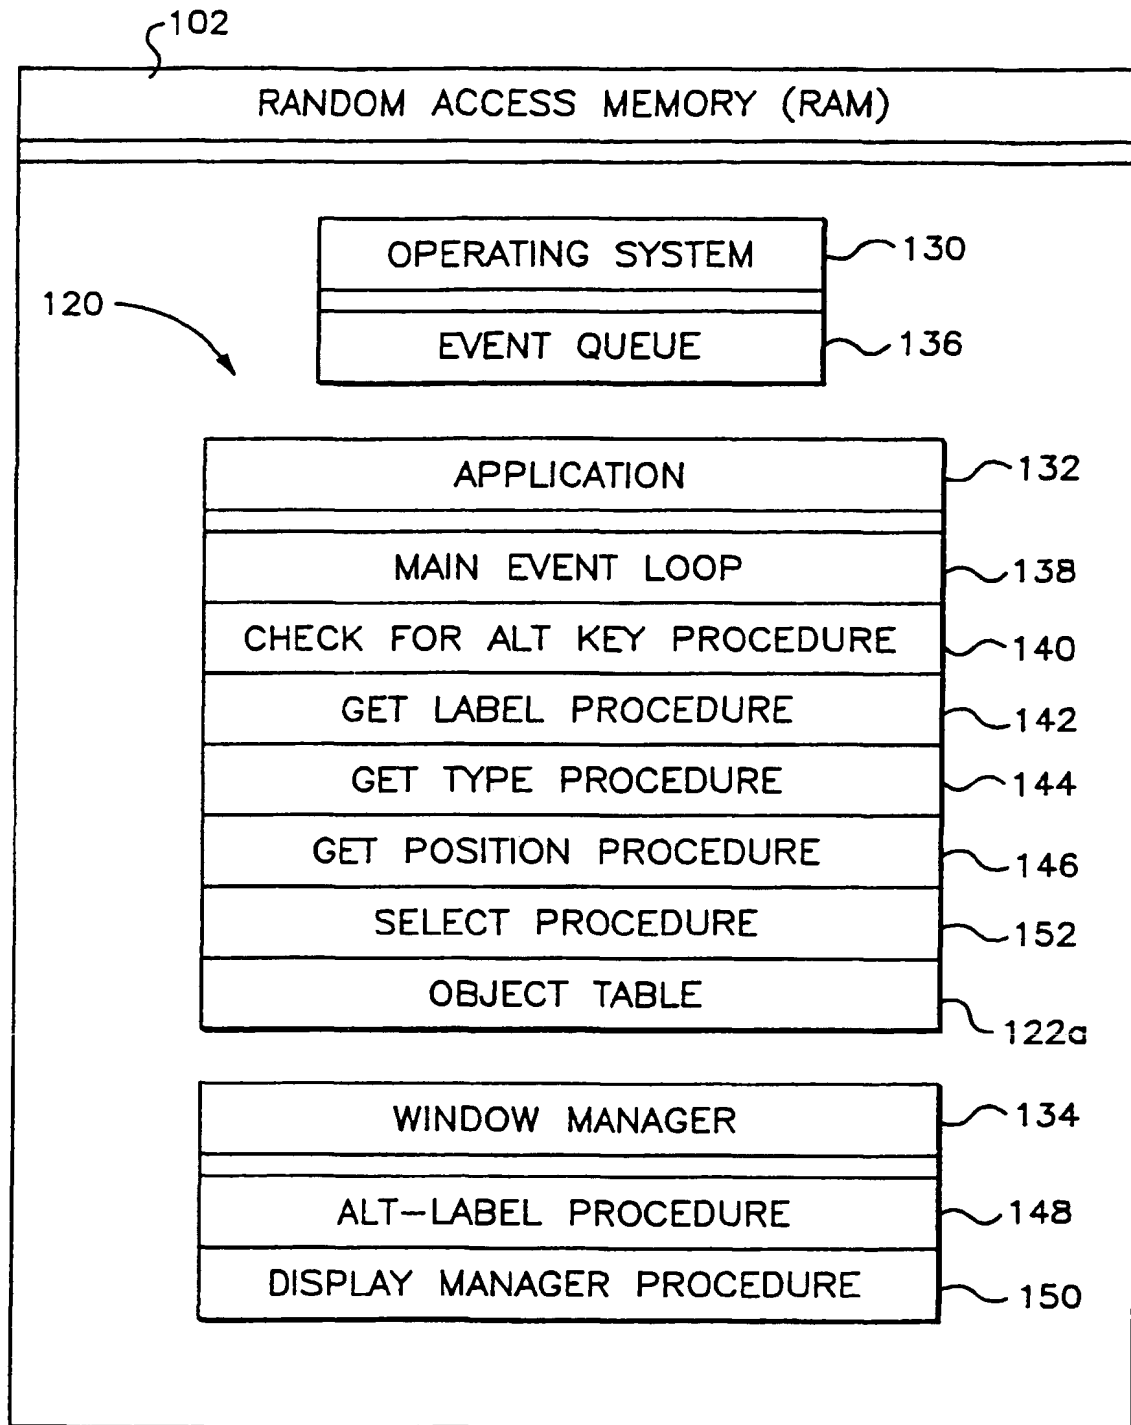 102
RANDOM ACCESS MEMORY (RAM)
OPERATING SYSTEM 130
120
EVENT QUEUE 136
APPLICATION 132
MAIN EVENT LOOP 138
CHECK FOR ALT KEY PROCEDURE 140
GET LABEL PROCEDURE 142
GET TYPE PROCEDURE 144
GET POSITION PROCEDURE 146
SELECT PROCEDURE 152
OBJECT TABLE 122a
WINDOW MANAGER 134
ALT-LABEL PROCEDURE 148
DISPLAY MANAGER PROCEDURE 150